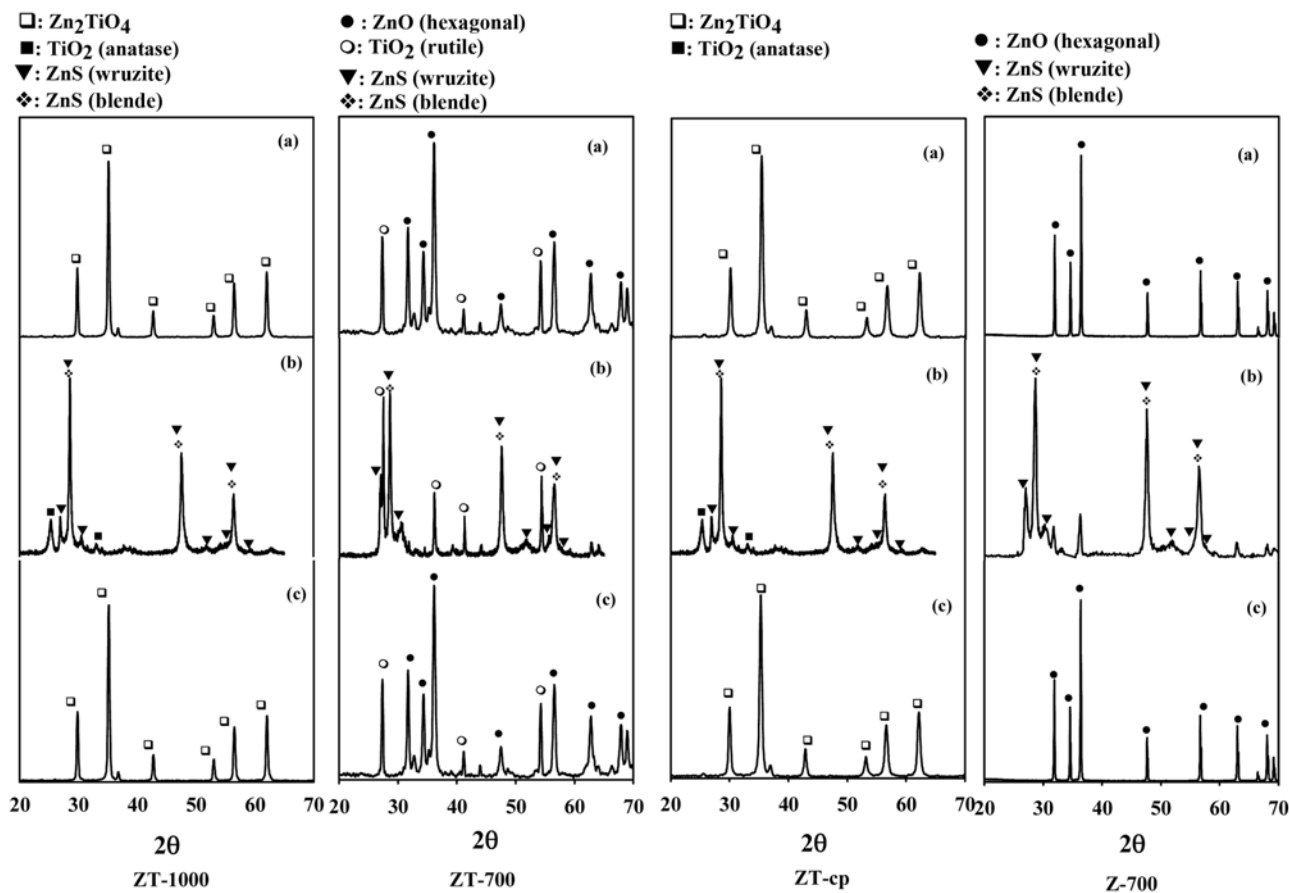 ❏: Zn2TiO4
■: TiO2 (anatase)
▼: ZnS (wruzite)
❖: ZnS (blende)
(a)
(b)
(c)
20 30 40 50 60 70
2θ
ZT-1000
●: ZnO (hexagonal)
○: TiO2 (rutile)
▼: ZnS (wruzite)
❖: ZnS (blende)
(a)
(b)
(c)
20 30 40 50 60 70
2θ
ZT-700
❏: Zn2TiO4
■: TiO2 (anatase)
(a)
(b)
(c)
20 30 40 50 60 70
2θ
ZT-cp
●: ZnO (hexagonal)
▼: ZnS (wruzite)
❖: ZnS (blende)
(a)
(b)
(c)
20 30 40 50 60 70
2θ
Z-700